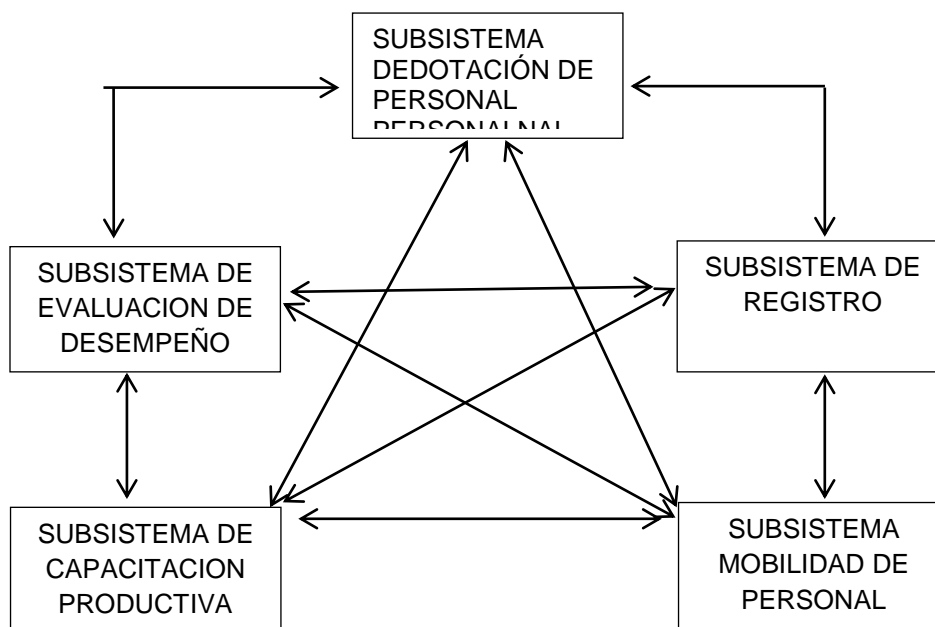 SUBSISTEMA
DEDOTACIÓN DE
PERSONAL
PERSONALNAL
SUBSISTEMA DE
EVALUACION DE
DESEMPEÑO
SUBSISTEMA DE
REGISTRO
SUBSISTEMA DE
CAPACITACION
PRODUCTIVA
SUBSISTEMA
MOBILIDAD DE
PERSONAL